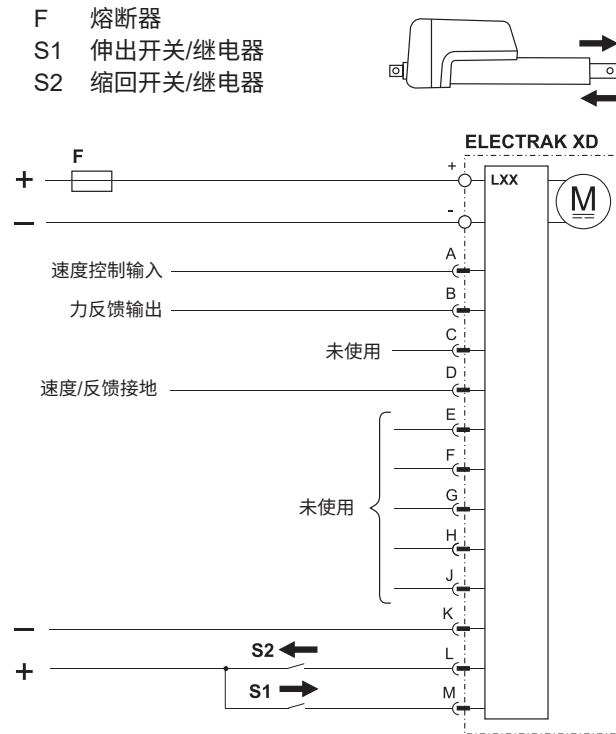 F 熔断器
S1 伸出开关/继电器
S2 缩回开关/继电器
ELECTRAK XD
F
+
+
LXX
M
−
-
A
速度控制输入
B
力反馈输出
C
未使用
D
速度/反馈接地
E
F
G
未使用
H
J
K
−
S2
L
+
S1
M